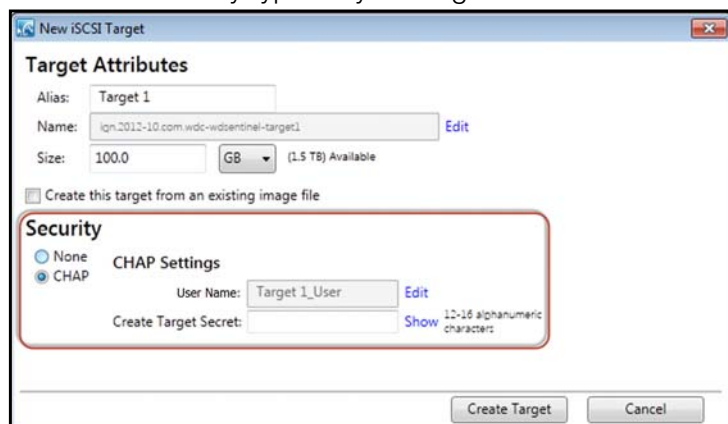 New iSCSI Target
Target Attributes
Alias: Target 1
Name: iqn.2012-10.com.wdc-wdsentinel-target1 Edit
Size: 100.0 GB (1.5 TB) Available
Create this target from an existing image file
Security
None
CHAP
CHAP Settings
User Name: Target 1_User Edit
Create Target Secret: Show 12-16 alphanumeric characters
Create Target Cancel